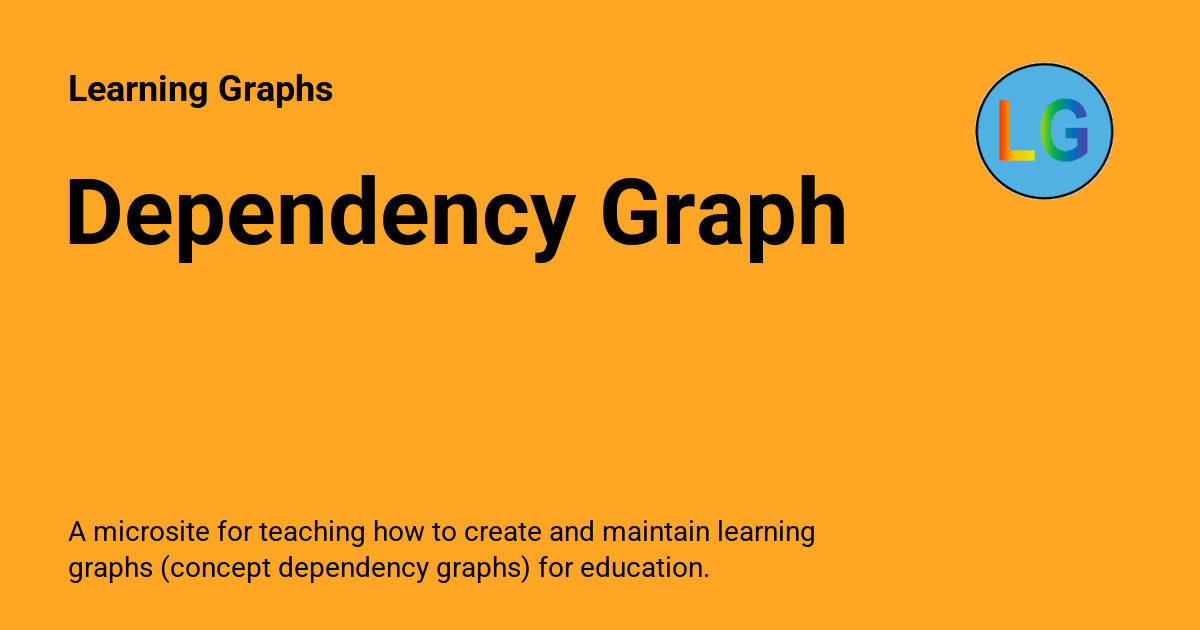 Learning Graphs
LG
Dependency Graph
A microsite for teaching how to create and maintain learning
graphs (concept dependency graphs) for education.